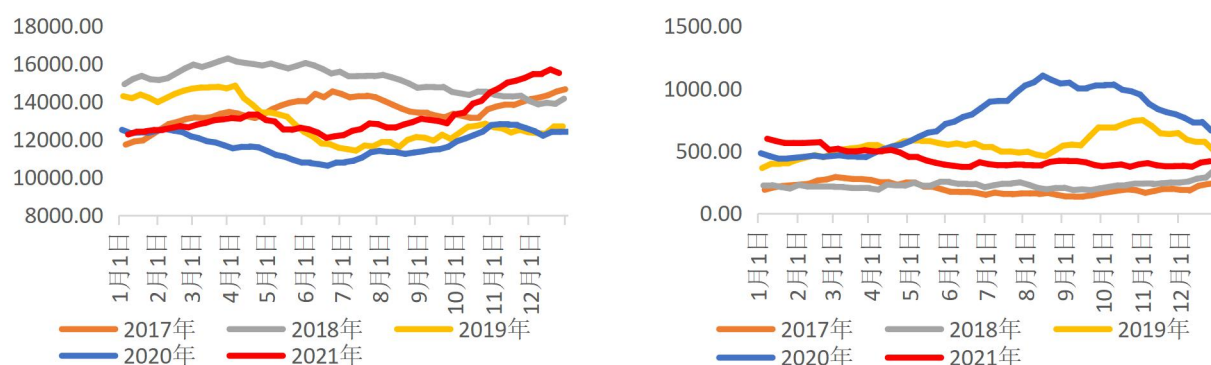 18000.00
16000.00
14000.00
12000.00
10000.00
8000.00
1月1日
2月1日
3月1日
4月1日
5月1日
6月1日
7月1日
8月1日
9月1日
10月1日
11月1日
12月1日
2017年 2018年 2019年
2020年 2021年
1500.00
1000.00
500.00
0.00
1月1日
2月1日
3月1日
4月1日
5月1日
6月1日
7月1日
8月1日
9月1日
10月1日
11月1日
12月1日
2017年 2018年 2019年
2020年 2021年